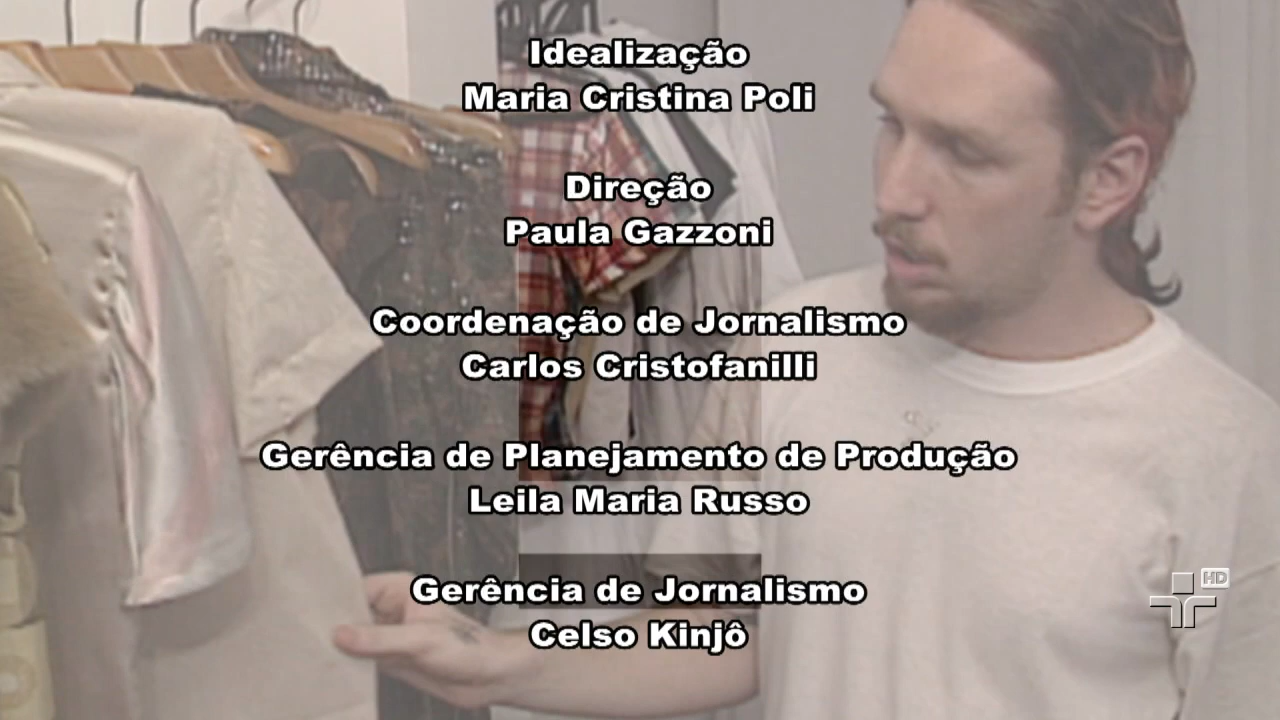 Idealização
Maria Cristina Poli
Direção
Paula Gazzoni
Coordenação de Jornalismo
Carlos Cristofanilli
Gerência de Planejamento de Produção
Leila Maria Russo
Gerência de Jornalismo
Celso Kinjô
HD